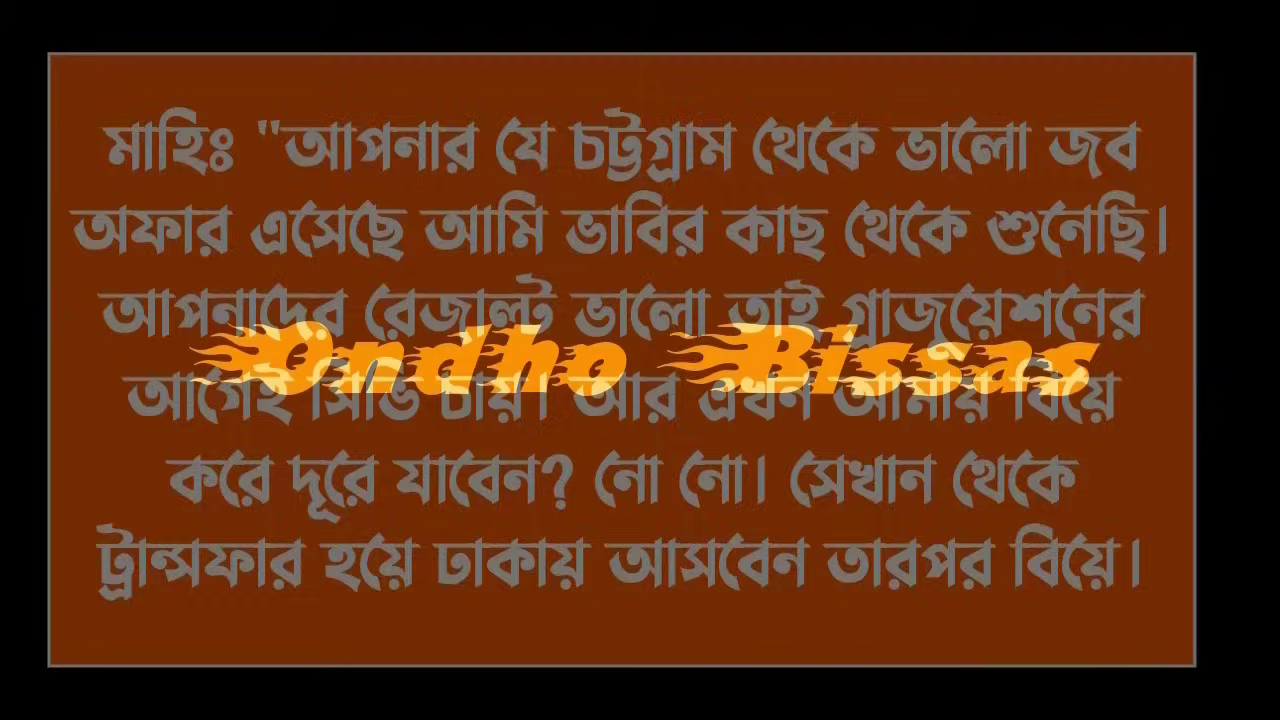 মাহিঃ "আপনার যে চট্টগ্রাম থেকে ভালো জব
অফার এসেছে আমি ভাবির কাছ থেকে শুনেছি।
আপনাদের রেজাল্ট ভালো তাই গ্রাজুয়েশনের
Ondho Bissas
আগেই সিভি চায়। আর এখন আমায় বিয়ে
করে দূরে যাবেন? নো নো। সেখান থেকে
ট্রান্সফার হয়ে ঢাকায় আসবেন তারপর বিয়ে।